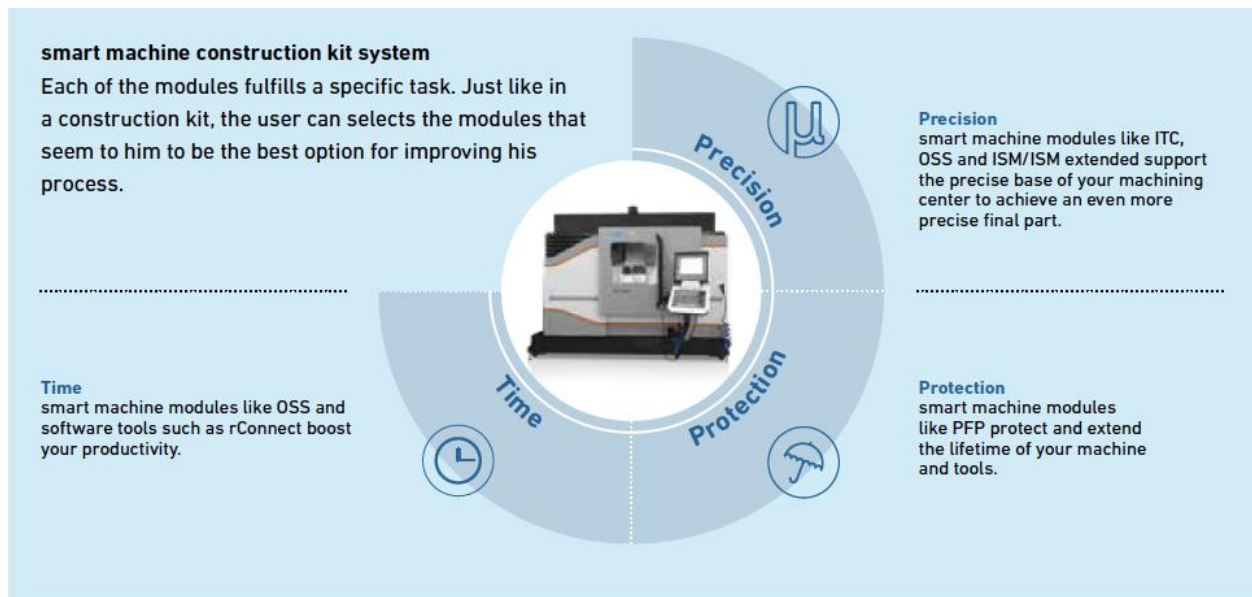 smart machine construction kit system
Each of the modules fulfills a specific task. Just like in
a construction kit, the user can selects the modules that
seem to him to be the best option for improving his
process.
μ
Precision
Precision
smart machine modules like ITC,
OSS and ISM/ISM extended support
the precise base of your machining
center to achieve an even more
precise final part.
Time
smart machine modules like OSS and
software tools such as rConnect boost
your productivity.
Time
Protection
Protection
smart machine modules
like PFP protect and extend
the lifetime of your machine
and tools.